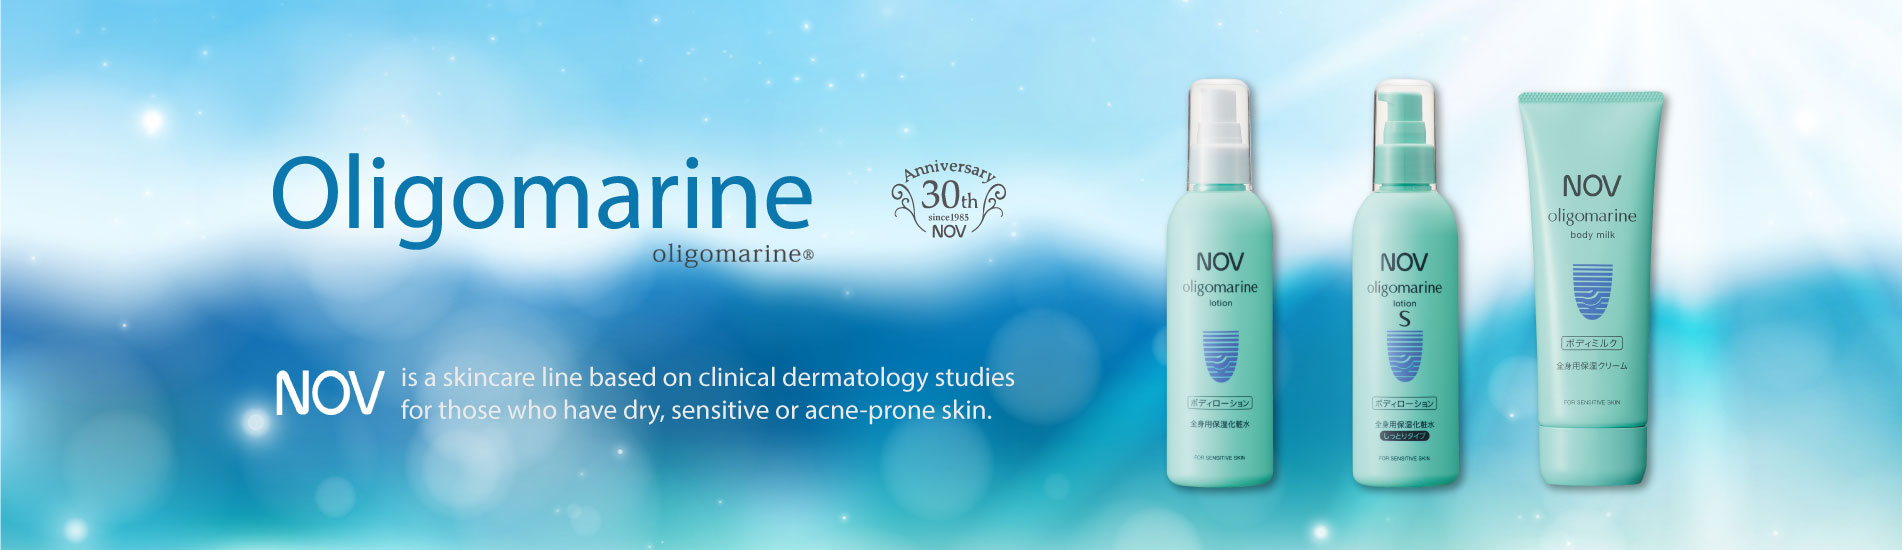 Oligomarine
oligomarine®
Anniversary
30th
since1985
NOV
NOV is a skincare line based on clinical dermatology studies
for those who have dry, sensitive or acne-prone skin.
NOV
oligomarine
lotion
ボディローション
全身用保湿化粧水
FOR SENSITIVE SKIN
NOV
oligomarine
lotion
S
ボディローション
全身用保湿化粧水
しっとりタイプ
FOR SENSITIVE SKIN
NOV
oligomarine
body milk
ボディミルク
全身用保湿クリーム
FOR SENSITIVE SKIN